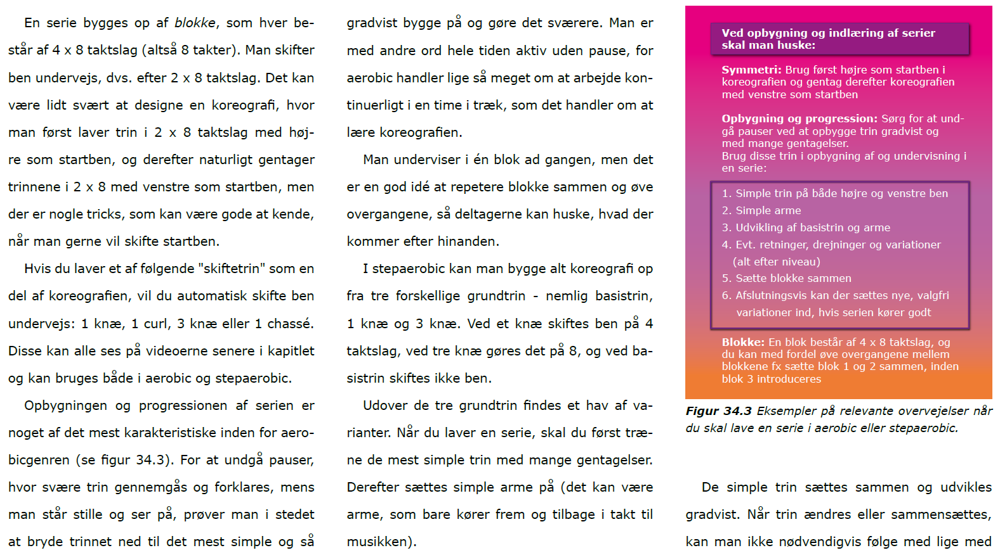 En serie bygges op af blokke, som hver be-
står af 4 x 8 taktslag (altså 8 takter). Man skifter
ben undervejs, dvs. efter 2 x 8 taktslag. Det kan
være lidt svært at designe en koreografi, hvor
man først laver trin i 2 x 8 taktslag med høj-
re som startben, og derefter naturligt gentager
trinnene i 2 x 8 med venstre som startben, men
der er nogle tricks, som kan være gode at kende,
når man gerne vil skifte startben.
Hvis du laver et af følgende "skiftetrin" som en
del af koreografien, vil du automatisk skifte ben
undervejs: 1 knæ, 1 curl, 3 knæ eller 1 chassé.
Disse kan alle ses på videoerne senere i kapitlet
og kan bruges både i aerobic og stepaerobic.
Opbygningen og progressionen af serien er
noget af det mest karakteristiske inden for aero-
bicgenren (se figur 34.3). For at undgå pauser,
hvor svære trin gennemgås og forklares, mens
man står stille og ser på, prøver man i stedet
at bryde trinnet ned til det mest simple og så
gradvist bygge på og gøre det sværere. Man er
med andre ord hele tiden aktiv uden pause, for
aerobic handler lige så meget om at arbejde kon-
tinuerligt i en time i træk, som det handler om at
lære koreografien.
Man underviser i én blok ad gangen, men det
er en god idé at repetere blokke sammen og øve
overgangene, så deltagerne kan huske, hvad der
kommer efter hinanden.
I stepaerobic kan man bygge alt koreografi op
fra tre forskellige grundtrin - nemlig basistrin,
1 knæ og 3 knæ. Ved et knæ skiftes ben på 4
taktslag, ved tre knæ gøres det på 8, og ved ba-
sistrin skiftes ikke ben.
Udover de tre grundtrin findes et hav af va-
rianter. Når du laver en serie, skal du først træ-
ne de mest simple trin med mange gentagelser.
Derefter sættes simple arme på (det kan være
arme, som bare kører frem og tilbage i takt til
musikken).
Ved opbygning og indlæring af serier
skal man huske:
Symmetri: Brug først højre som startben i
koreografien og gentag derefter koreografien
med venstre som startben
Opbygning og progression: Sørg for at und-
gå pauser ved at opbygge trin gradvist og
med mange gentagelser.
Brug disse trin i opbygning af og undervisning i
en serie:
1. Simple trin på både højre og venstre ben
2. Simple arme
3. Udvikling af basistrin og arme
4. Evt. retninger, drejninger og variationer
(alt efter niveau)
5. Sætte blokke sammen
6. Afslutningsvis kan der sættes nye, valgfri
variationer ind, hvis serien kører godt
Blokke: En blok består af 4 x 8 taktslag, og
du kan med fordel øve overgangene mellem
blokkene fx sætte blok 1 og 2 sammen, inden
blok 3 introduceres
Figur 34.3 Eksempler på relevante overvejelser når
du skal lave en serie i aerobic eller stepaerobic.
De simple trin sættes sammen og udvikles
gradvist. Når trin ændres eller sammensættes,
kan man ikke nødvendigvis følge med lige med